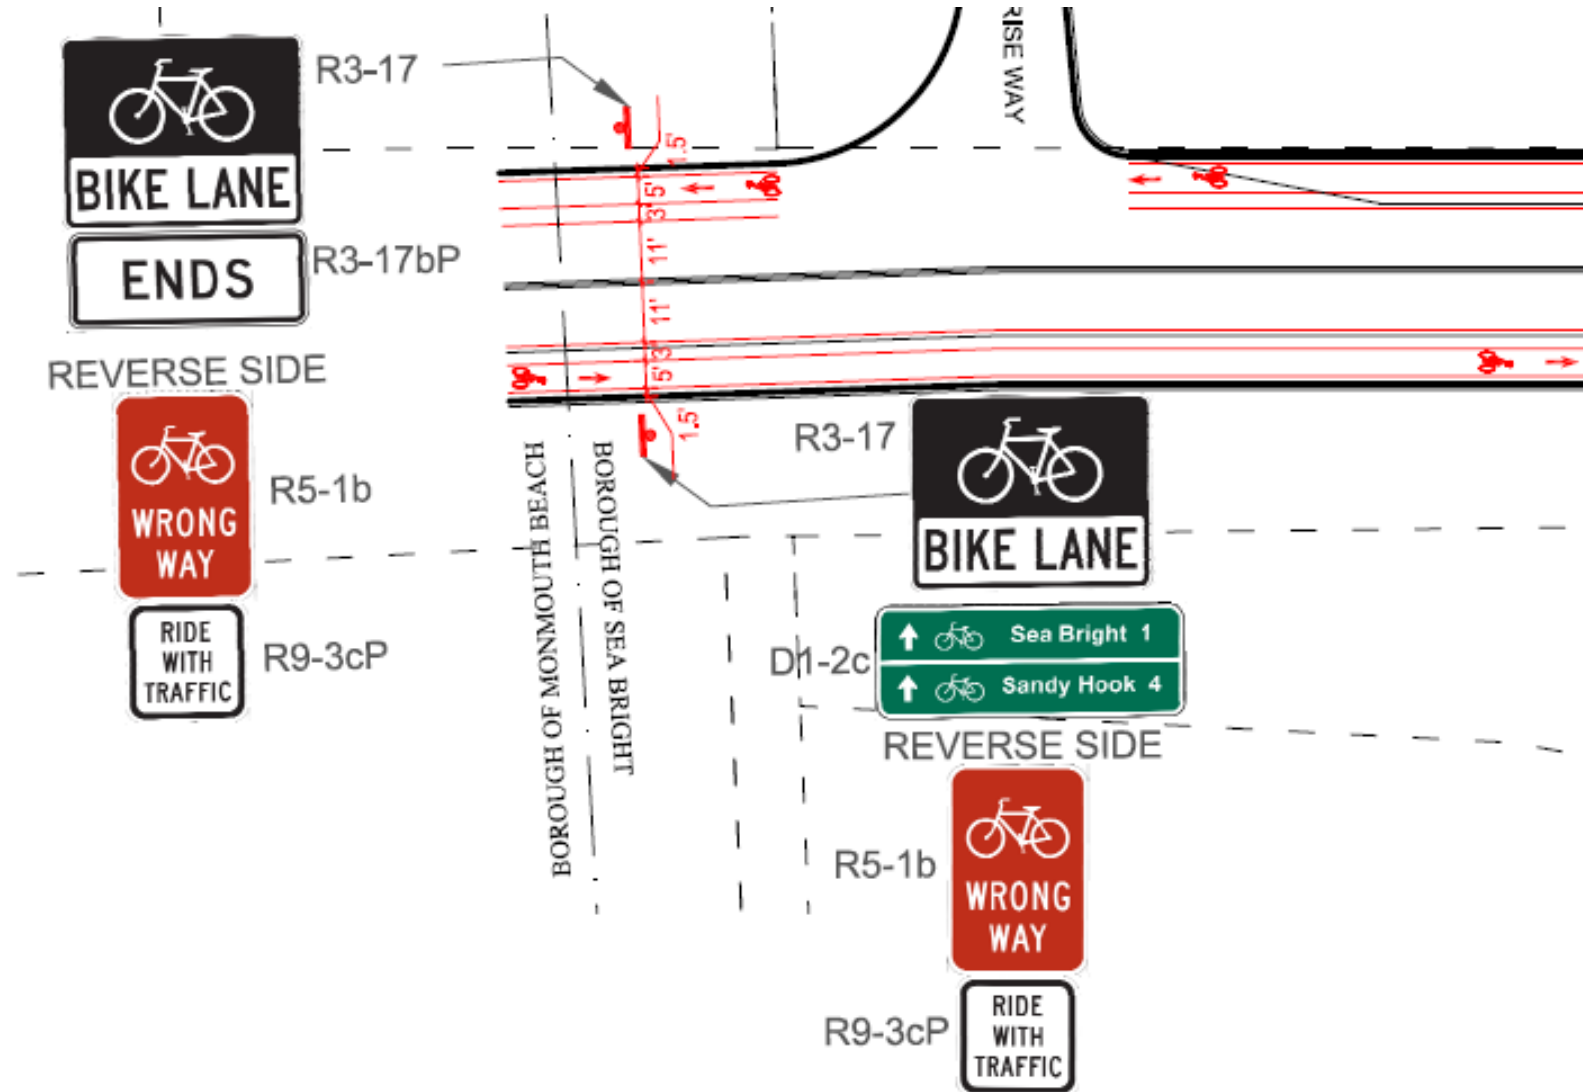 BIKE LANE
R3-17
ENDS
R3-17bP
REVERSE SIDE
WRONG
WAY
R5-1b
RIDE
WITH
TRAFFIC
R9-3cP
RISE WAY
1.5'
5'
3'
11'
11'
3'
5'
1.5'
BOROUGH OF MONMOUTH BEACH
BOROUGH OF SEA BRIGHT
R3-17
BIKE LANE
D1-2c
Sea Bright 1
Sandy Hook 4
REVERSE SIDE
R5-1b
WRONG
WAY
R9-3cP
RIDE
WITH
TRAFFIC